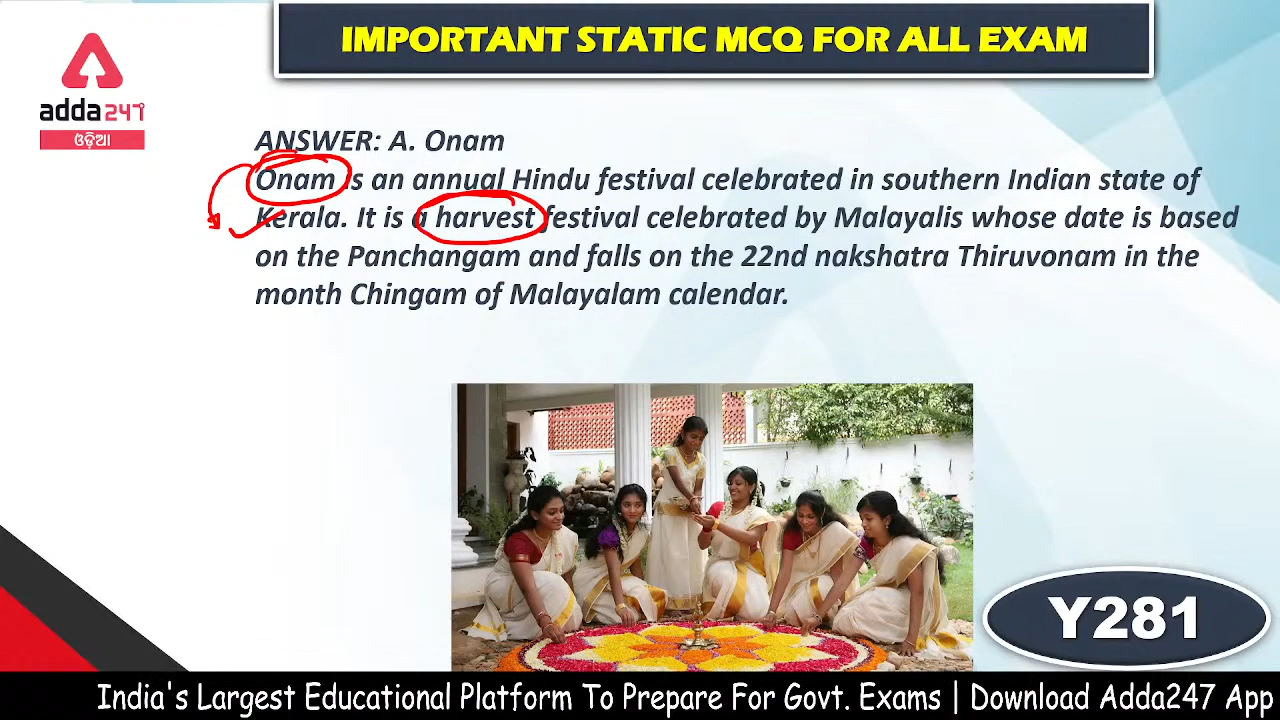 IMPORTANT STATIC MCQ FOR ALL EXAM
adda247
ଓଡ଼ିଆ
ANSWER: A. Onam
Onam is an annual Hindu festival celebrated in southern Indian state of
Kerala. It is a harvest festival celebrated by Malayalis whose date is based
on the Panchangam and falls on the 22nd nakshatra Thiruvonam in the
month Chingam of Malayalam calendar.
Y281
India's Largest Educational Platform To Prepare For Govt. Exams | Download Adda247 App